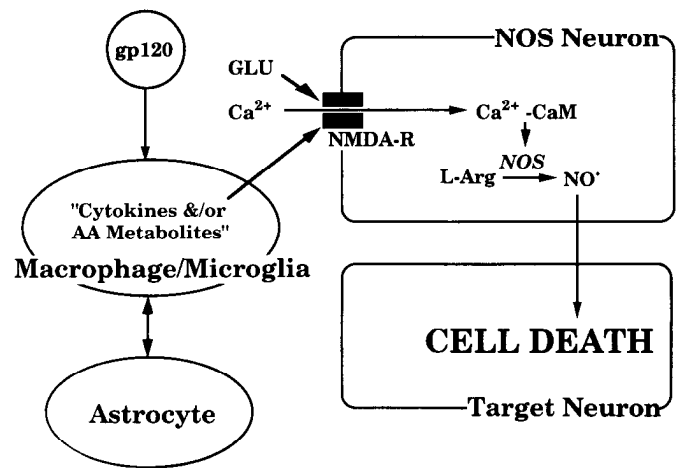 gp120
NOS Neuron
GLU
Ca²⁺
Ca²⁺ -CaM
NMDA-R
NOS
L-Arg
NO·
"Cytokines &/or
AA Metabolites"
Macrophage/Microglia
CELL DEATH
Astrocyte
Target Neuron